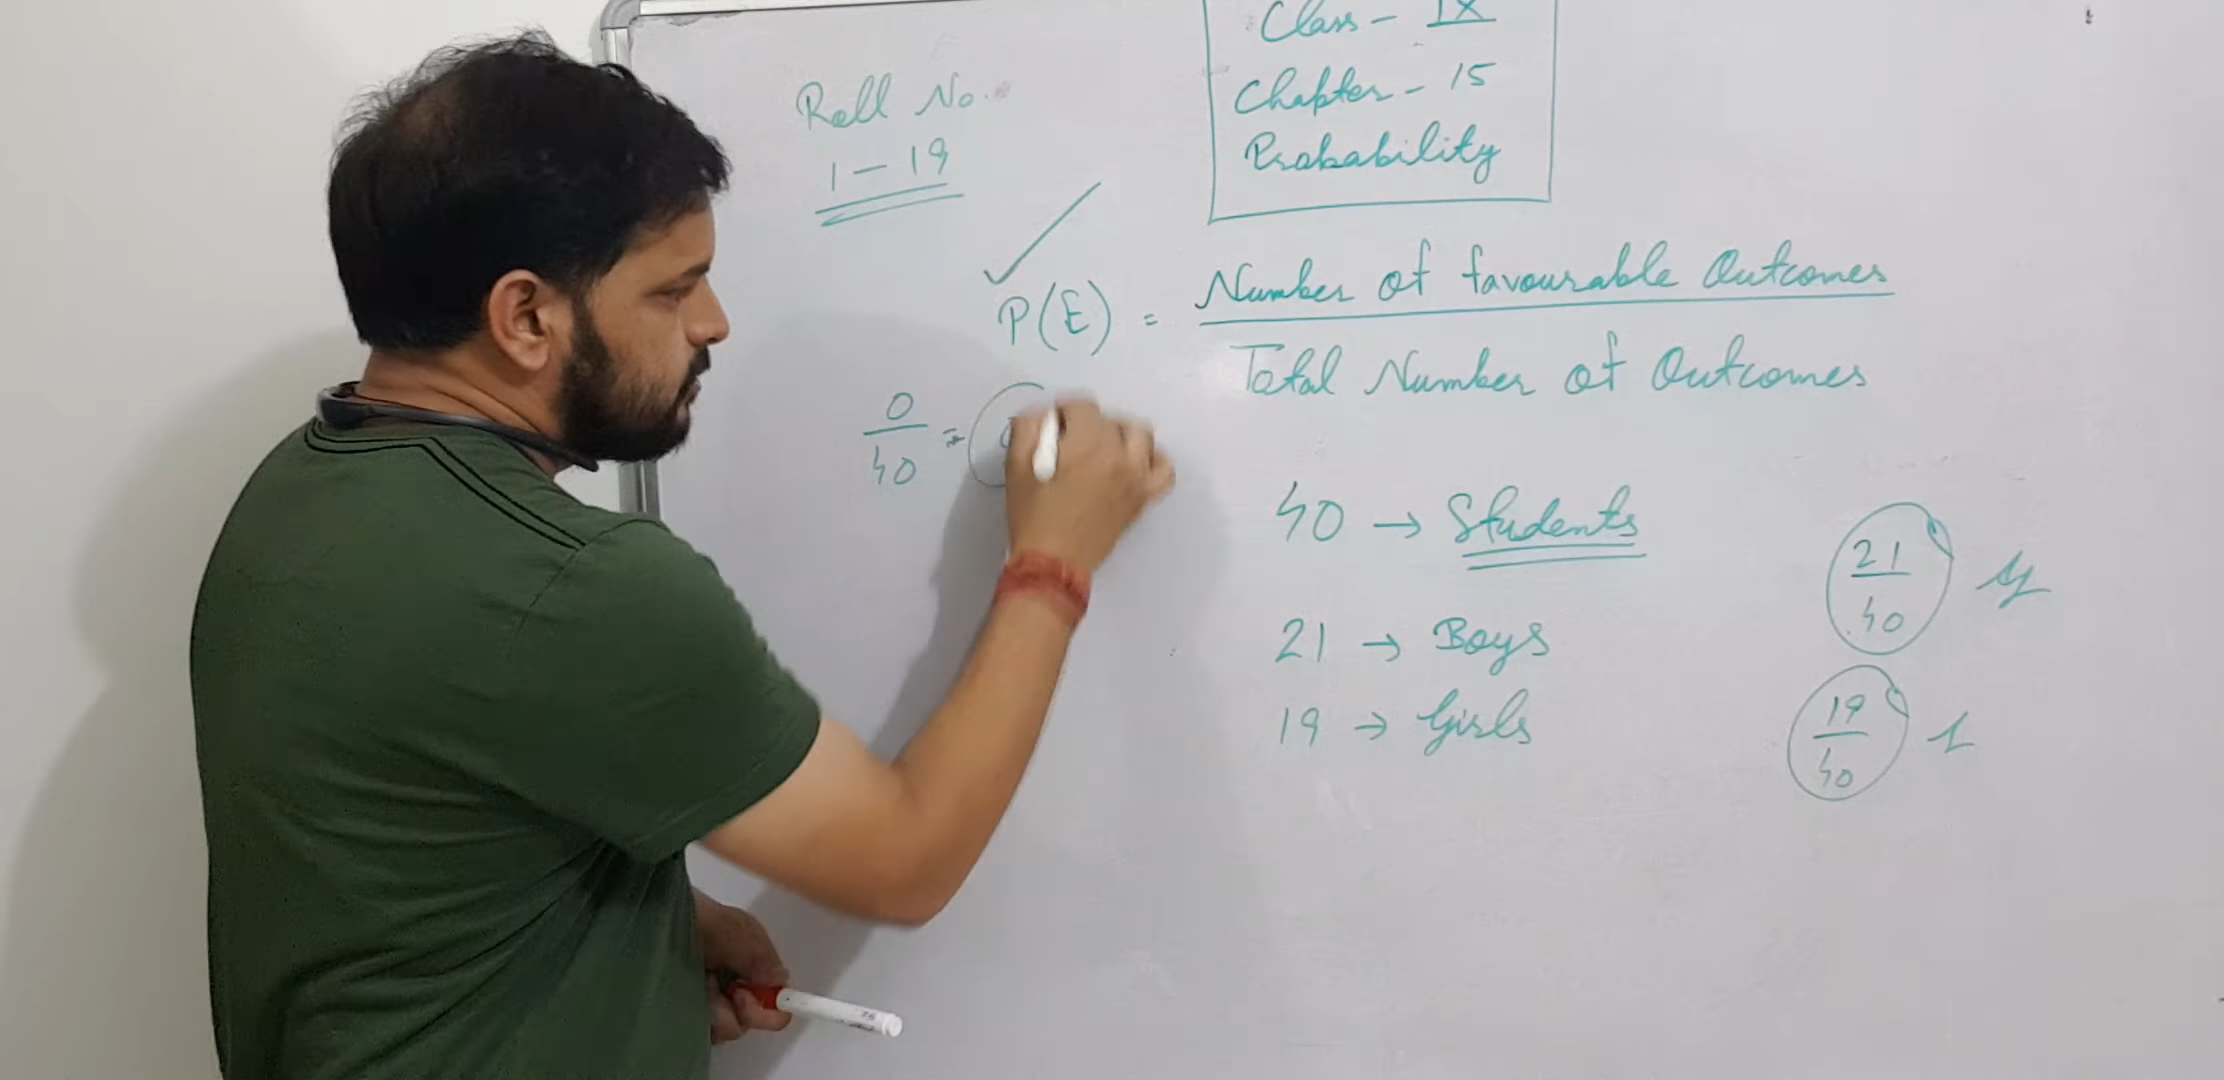 Class - IX
Chapter - 15
Probability
Roll No.
1 - 19
P(E) = Number of favourable Outcomes
Total Number of Outcomes
0
40
=
40 → Students
21 → Boys
19 → Girls
21
40
19
40